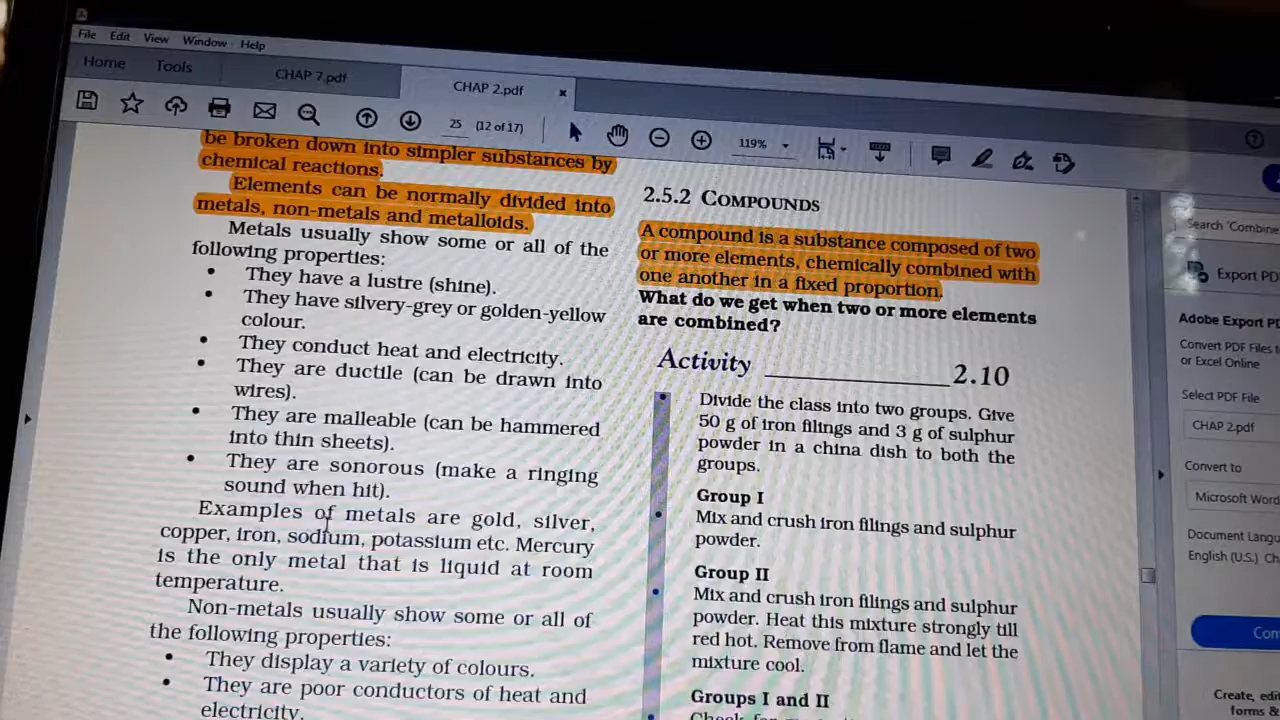 File Edit View Window Help
Home Tools CHAP 7.pdf CHAP 2.pdf x
25 (12 of 17) 119%
be broken down into simpler substances by
chemical reactions.
Elements can be normally divided into
metals, non-metals and metalloids.
Metals usually show some or all of the
following properties:
• They have a lustre (shine).
• They have silvery-grey or golden-yellow
colour.
• They conduct heat and electricity.
• They are ductile (can be drawn into
wires).
• They are malleable (can be hammered
into thin sheets).
• They are sonorous (make a ringing
sound when hit).
Examples of metals are gold, silver,
copper, iron, sodium, potassium etc. Mercury
is the only metal that is liquid at room
temperature.
Non-metals usually show some or all of
the following properties:
• They display a variety of colours.
• They are poor conductors of heat and
electricity.
2.5.2 COMPOUNDS
A compound is a substance composed of two
or more elements, chemically combined with
one another in a fixed proportion.
What do we get when two or more elements
are combined?
Activity 2.10
• Divide the class into two groups. Give
50 g of iron filings and 3 g of sulphur
powder in a china dish to both the
groups.
Group I
• Mix and crush iron filings and sulphur
powder.
Group II
• Mix and crush iron filings and sulphur
powder. Heat this mixture strongly till
red hot. Remove from flame and let the
mixture cool.
Groups I and II
• Check for
Search 'Combine
Export PD
Adobe Export P
Convert PDF Files t
or Excel Online
Select PDF File
CHAP 2.pdf
Convert to
Microsoft Word
Document Langu
English (U.S.) Ch
Con
Create, edi
forms &